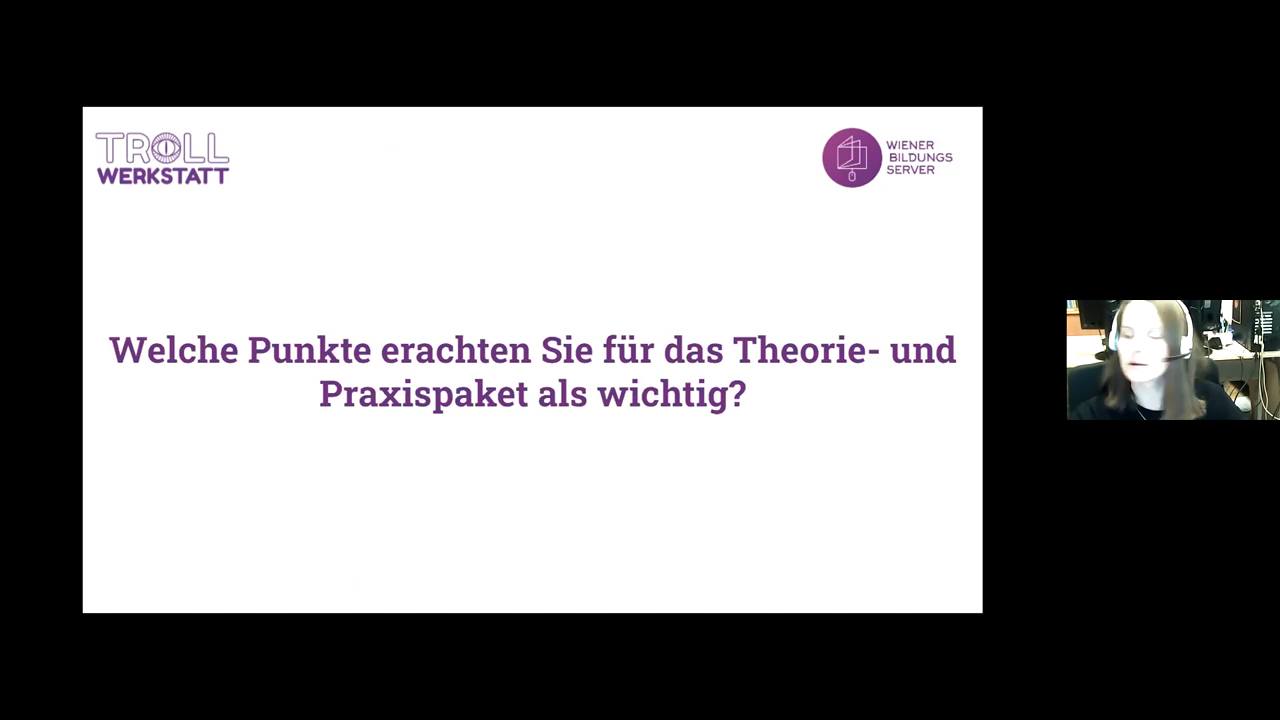 TROLL
WERKSTATT
WIENER
BILDUNGS
SERVER
Welche Punkte erachten Sie für das Theorie- und
Praxispaket als wichtig?